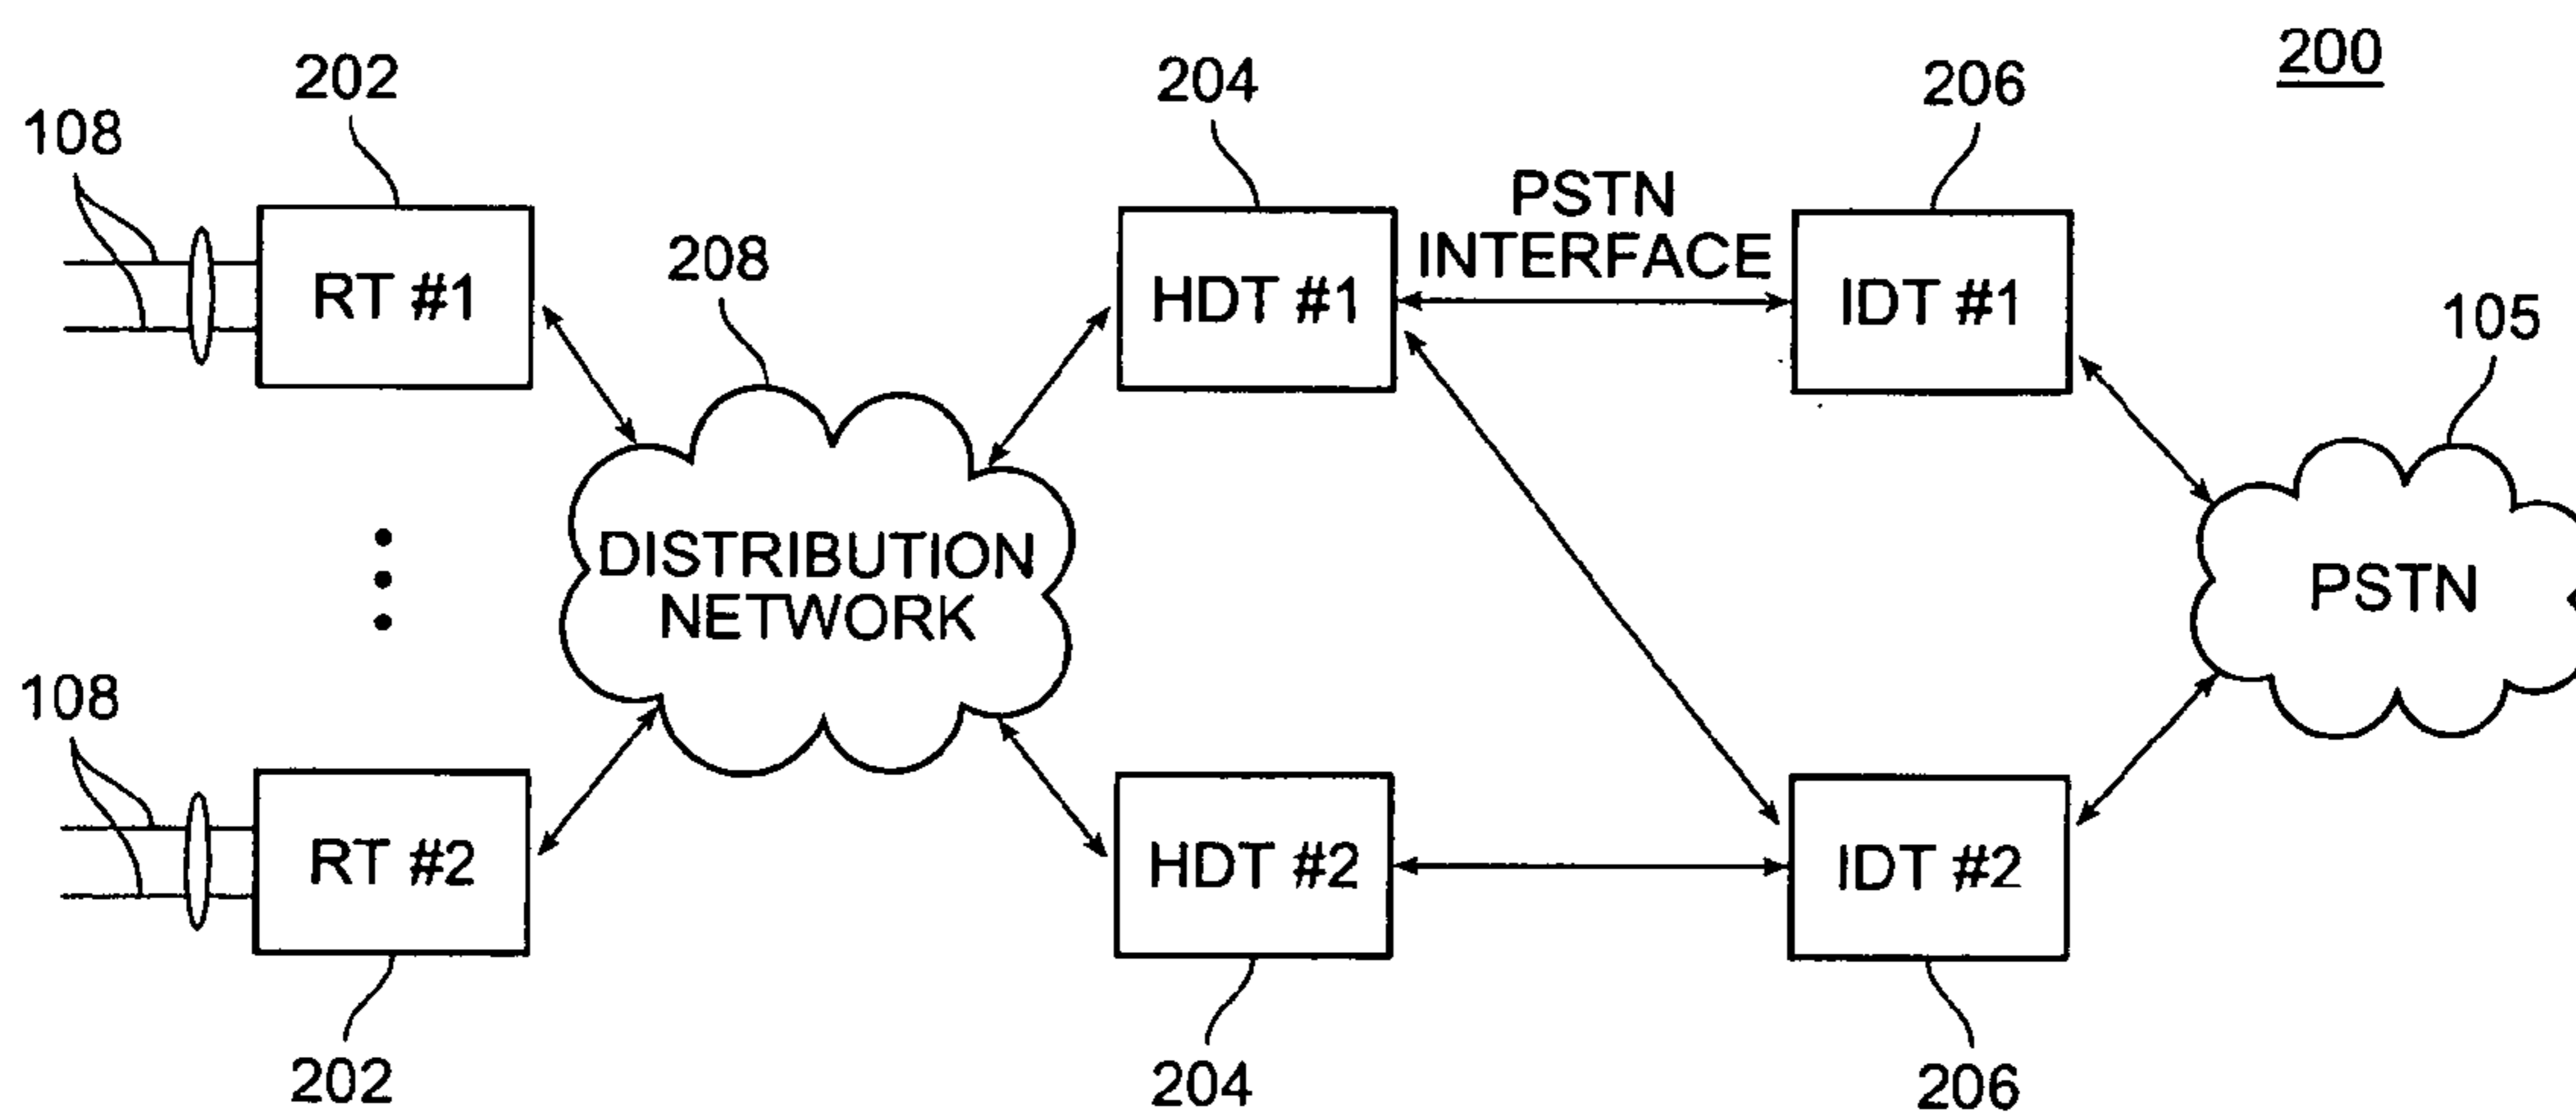 200
202
204
206
108
PSTN
INTERFACE
208
RT #1
HDT #1
IDT #1
105
DISTRIBUTION
NETWORK
PSTN
108
RT #2
HDT #2
IDT #2
202
204
206